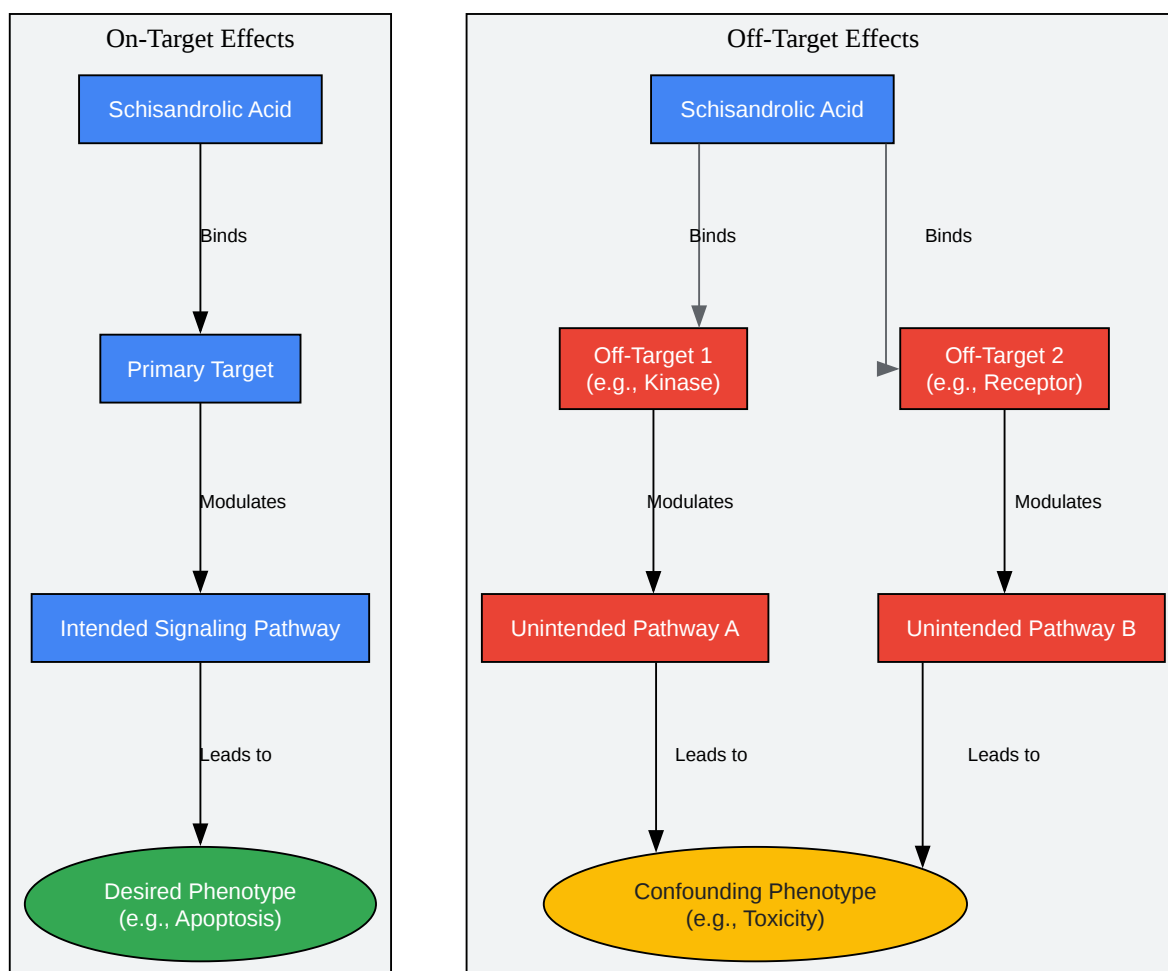 On-Target Effects
Schisandrolic Acid
Binds
Primary Target
Modulates
Intended Signaling Pathway
Leads to
Desired Phenotype
(e.g., Apoptosis)
Off-Target Effects
Schisandrolic Acid
Binds
Binds
Off-Target 1
(e.g., Kinase)
Off-Target 2
(e.g., Receptor)
Modulates
Modulates
Unintended Pathway A
Unintended Pathway B
Leads to
Leads to
Confounding Phenotype
(e.g., Toxicity)